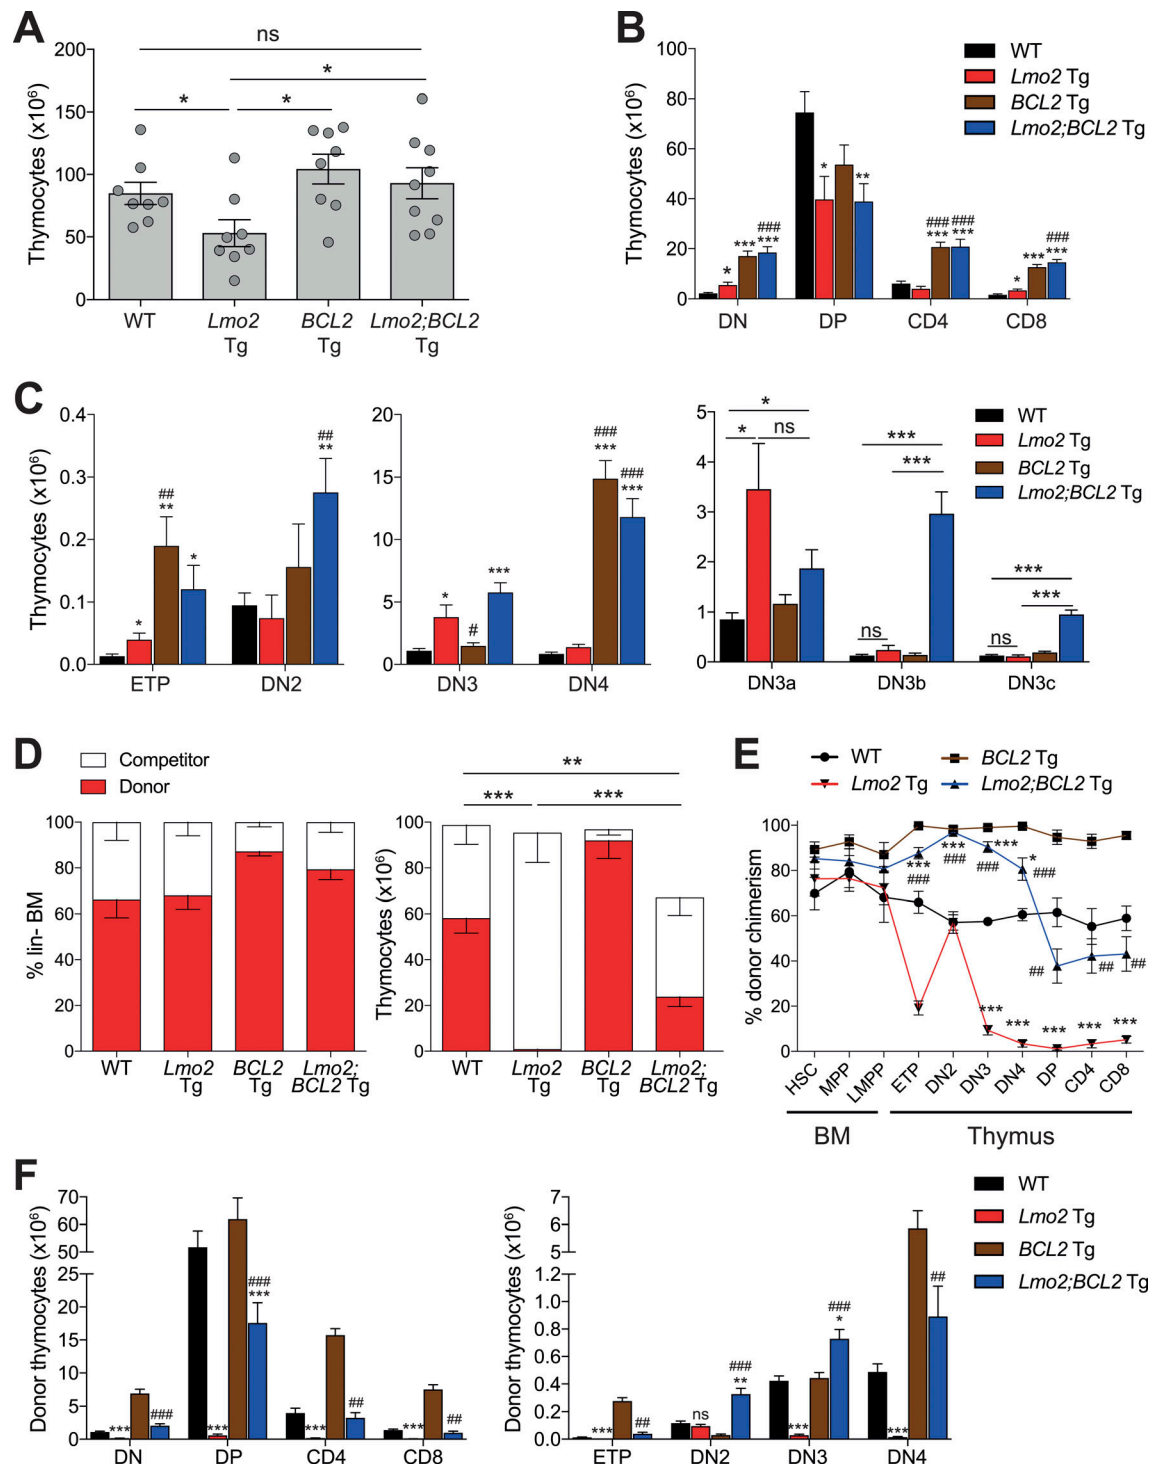 A
ns
*
*
*
Thymocytes (x10⁶)
200
150
100
50
0
WT
Lmo2 Tg
BCL2 Tg
Lmo2;BCL2 Tg
B
WT
Lmo2 Tg
BCL2 Tg
Lmo2;BCL2 Tg
Thymocytes (x10⁶)
100
80
60
40
20
0
*
***
###
***
*
**
###
***
###
***
*
***
###
***
DN
DP
CD4
CD8
C
Thymocytes (x10⁶)
0.4
0.3
0.2
0.1
0.0
*
##
**
*
##
**
ETP
DN2
20
15
10
5
0
*
#
***
###
***
###
***
DN3
DN4
5
4
3
2
1
0
*
*
ns
***
***
ns
***
***
ns
DN3a
DN3b
DN3c
WT
Lmo2 Tg
BCL2 Tg
Lmo2;BCL2 Tg
D
Competitor
Donor
% lin- BM
100
80
60
40
20
0
WT
Lmo2 Tg
BCL2 Tg
Lmo2; BCL2 Tg
**
***
***
Thymocytes (x10⁶)
100
80
60
40
20
0
WT
Lmo2 Tg
BCL2 Tg
Lmo2; BCL2 Tg
E
WT
BCL2 Tg
Lmo2 Tg
Lmo2;BCL2 Tg
% donor chimerism
100
80
60
40
20
0
***
###
***
###
***
###
*
###
##
##
##
***
***
***
***
***
HSC
MPP
LMPP
ETP
DN2
DN3
DN4
DP
CD4
CD8
BM
Thymus
F
Donor thymocytes (x10⁶)
70
60
50
25
20
15
10
5
0
***
###
***
###
***
***
##
***
##
DN
DP
CD4
CD8
Donor thymocytes (x10⁶)
7
6
5
1.2
1.0
0.8
0.6
0.4
0.2
0.0
***
##
ns
###
**
***
###
*
***
##
ETP
DN2
DN3
DN4
WT
Lmo2 Tg
BCL2 Tg
Lmo2;BCL2 Tg